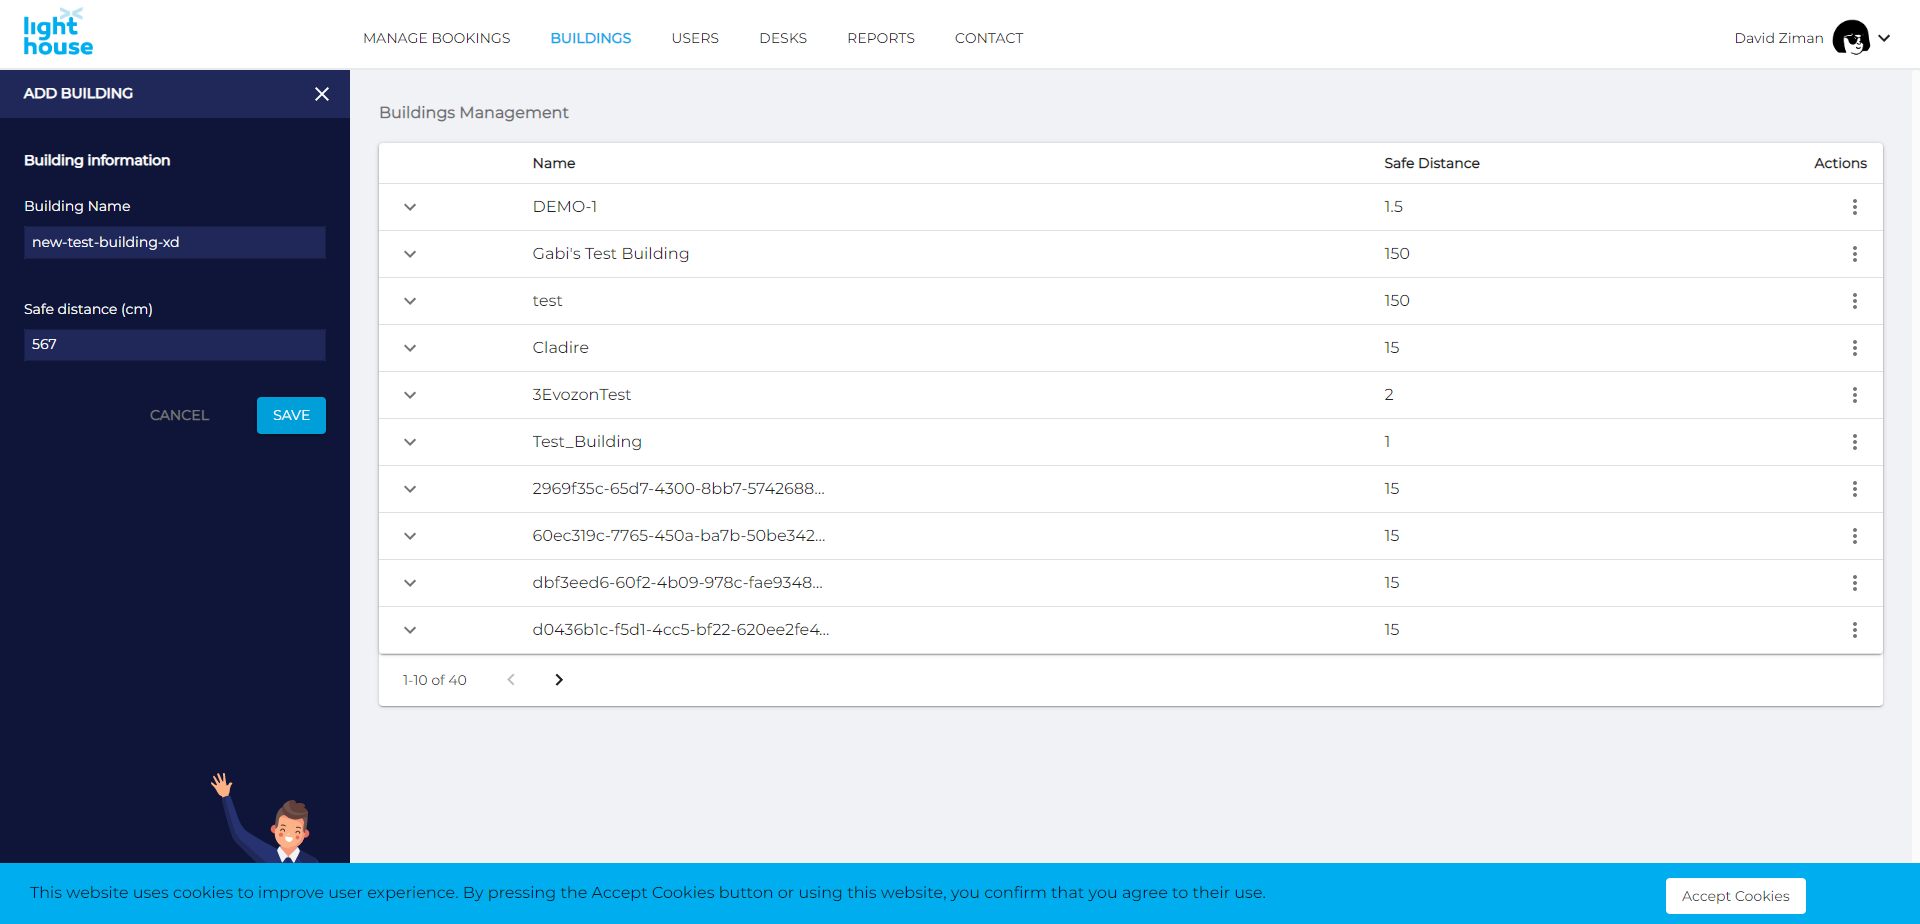 light
house
MANAGE BOOKINGS BUILDINGS USERS DESKS REPORTS CONTACT
David Ziman
ADD BUILDING
Building information
Building Name
new-test-building-xd
Safe distance (cm)
567
CANCEL SAVE
Buildings Management
Name Safe Distance Actions
DEMO-1 1.5
Gabi's Test Building 150
test 150
Cladire 15
3EvozonTest 2
Test_Building 1
2969f35c-65d7-4300-8bb7-5742688... 15
60ec319c-7765-450a-ba7b-50be342... 15
dbf3eed6-60f2-4b09-978c-fae9348... 15
d0436b1c-f5d1-4cc5-bf22-620ee2fe4... 15
1-10 of 40
This website uses cookies to improve user experience. By pressing the Accept Cookies button or using this website, you confirm that you agree to their use.
Accept Cookies